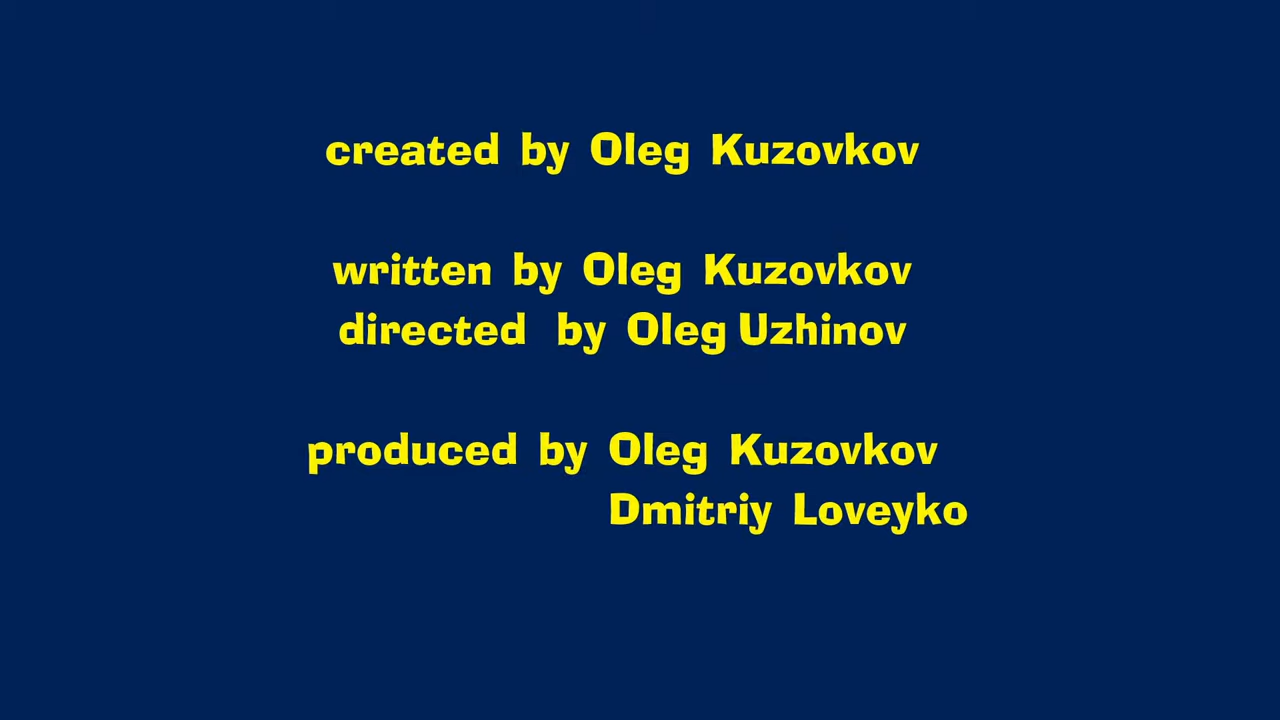 created by Oleg Kuzovkov
written by Oleg Kuzovkov
directed by Oleg Uzhinov
produced by Oleg Kuzovkov
Dmitriy Loveyko